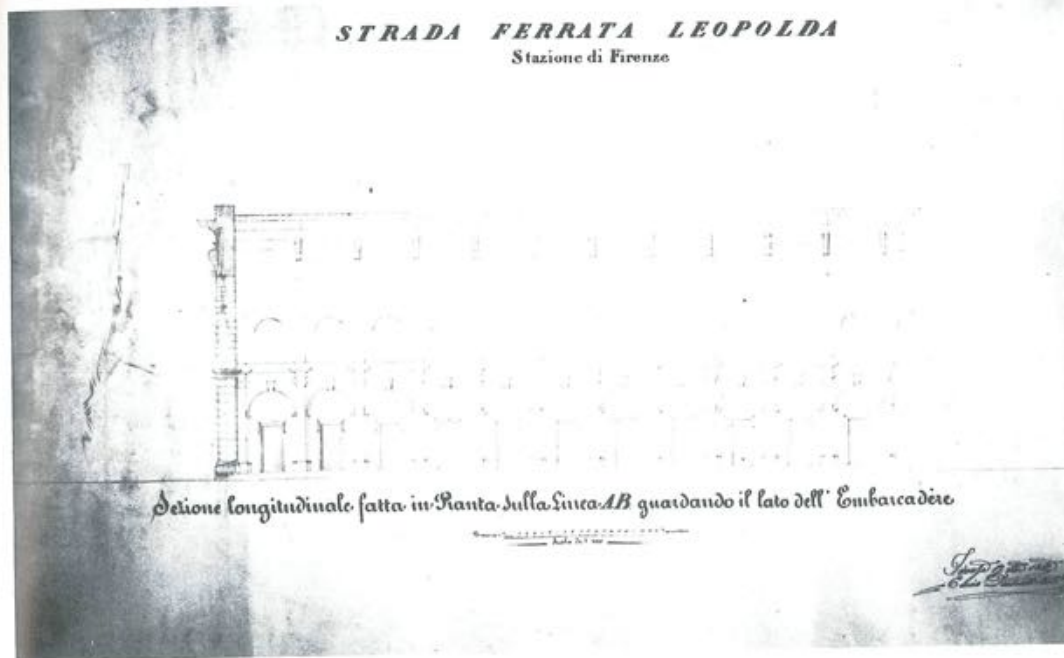 STRADA FERRATA LEOPOLDA
Stazione di Firenze
Sezione longitudinale fatta in Pianta sulla Linea AB guardando il lato dell' Embarcadère